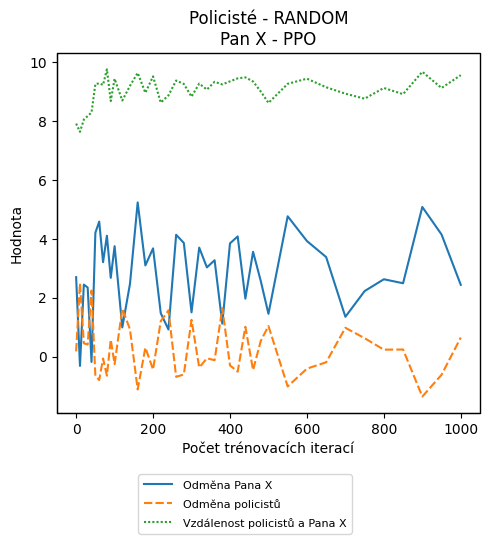 Policisté - RANDOM
Pan X - PPO
Hodnota
10
8
6
4
2
0
0 200 400 600 800 1000
Počet trénovacích iterací
Odměna Pana X
Odměna policistů
Vzdálenost policistů a Pana X